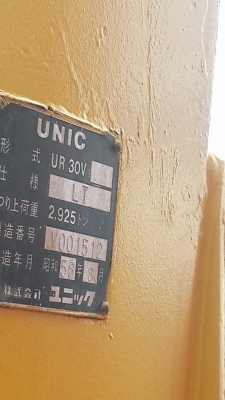 UNIC
形 式 UR 30V
仕 様 LT
つり上荷重 2.925トン
製造番号 V001512
造年月 昭和56年8月
株式会社ユニック